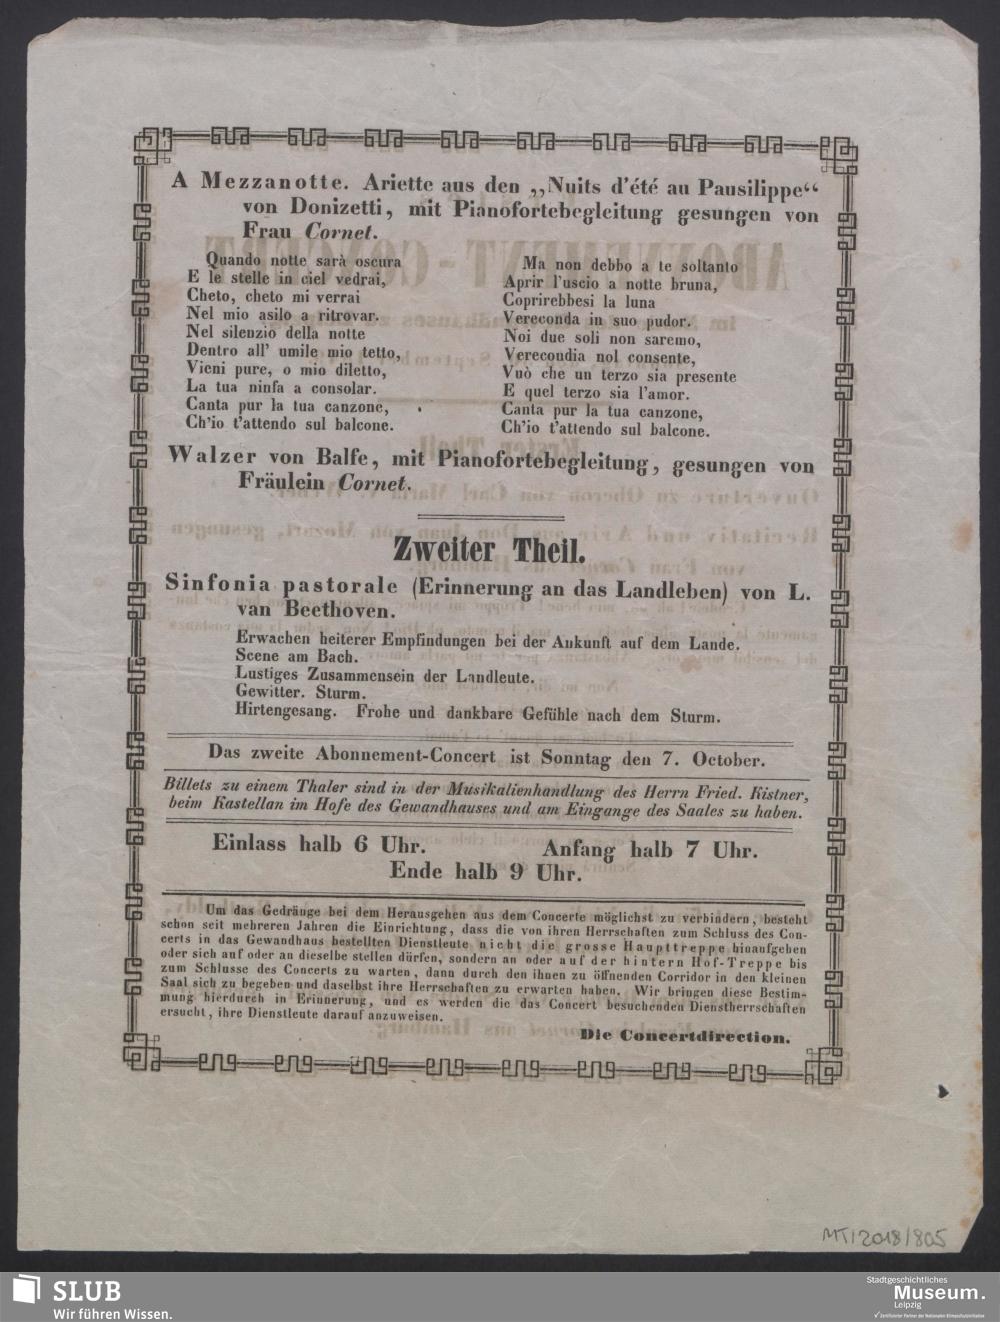 A Mezzanotte. Ariette aus den „Nuits d'été au Pausilippe“
von Donizetti, mit Pianofortebegleitung gesungen von
Frau Cornet.
Quando notte sarà oscura
E le stelle in ciel vedrai,
Cheto, cheto mi verrai
Nel mio asilo a ritrovar.
Nel silenzio della notte
Dentro all' umile mio tetto,
Vieni pure, o mio diletto,
La tua ninfa a consolar.
Canta pur la tua canzone,
Ch'io t'attendo sul balcone.
Ma non debbo a te soltanto
Aprir l'uscio a notte bruna,
Coprirebbesi la luna
Vereconda in suo pudor.
Noi due soli non saremo,
Verecondia nol consente,
Vuò che un terzo sia presente
E quel terzo sia l'amor.
Canta pur la tua canzone,
Ch'io t'attendo sul balcone.
Walzer von Balfe, mit Pianofortebegleitung, gesungen von
Fräulein Cornet.
Zweiter Theil.
Sinfonia pastorale (Erinnerung an das Landleben) von L.
van Beethoven.
Erwachen heiterer Empfindungen bei der Ankunft auf dem Lande.
Scene am Bach.
Lustiges Zusammensein der Landleute.
Gewitter. Sturm.
Hirtengesang. Frohe und dankbare Gefühle nach dem Sturm.
Das zweite Abonnement-Concert ist Sonntag den 7. October.
Billets zu einem Thaler sind in der Musikalienhandlung des Herrn Fried. Kistner,
beim Kastellan im Hofe des Gewandhauses und am Eingange des Saales zu haben.
Einlass halb 6 Uhr. Anfang halb 7 Uhr.
Ende halb 9 Uhr.
Um das Gedränge bei dem Herausgehen aus dem Concerte möglichst zu verhindern, besteht
schon seit mehreren Jahren die Einrichtung, dass die von ihren Herrschaften zum Schluss des Con-
certs in das Gewandhaus bestellten Dienstleute nicht die grosse Haupttreppe hinaufgehen
oder sich auf oder an dieselbe stellen dürfen, sondern an oder auf der hintern Hof-Treppe bis
zum Schlusse des Concerts zu warten, dann durch den ihnen zu öffnenden Corridor in den kleinen
Saal sich zu begeben und daselbst ihre Herrschaften zu erwarten haben. Wir bringen diese Bestim-
mung hierdurch in Erinnerung, und es werden die das Concert besuchenden Dienstherrschaften
ersucht, ihre Dienstleute darauf anzuweisen.
Die Concertdirection.
MT/2018/805
SLUB
Wir führen Wissen.
Stadtgeschichtliches
Museum.
Leipzig
Zertifizierter Partner der Nationalen Klimaschutzinitiative